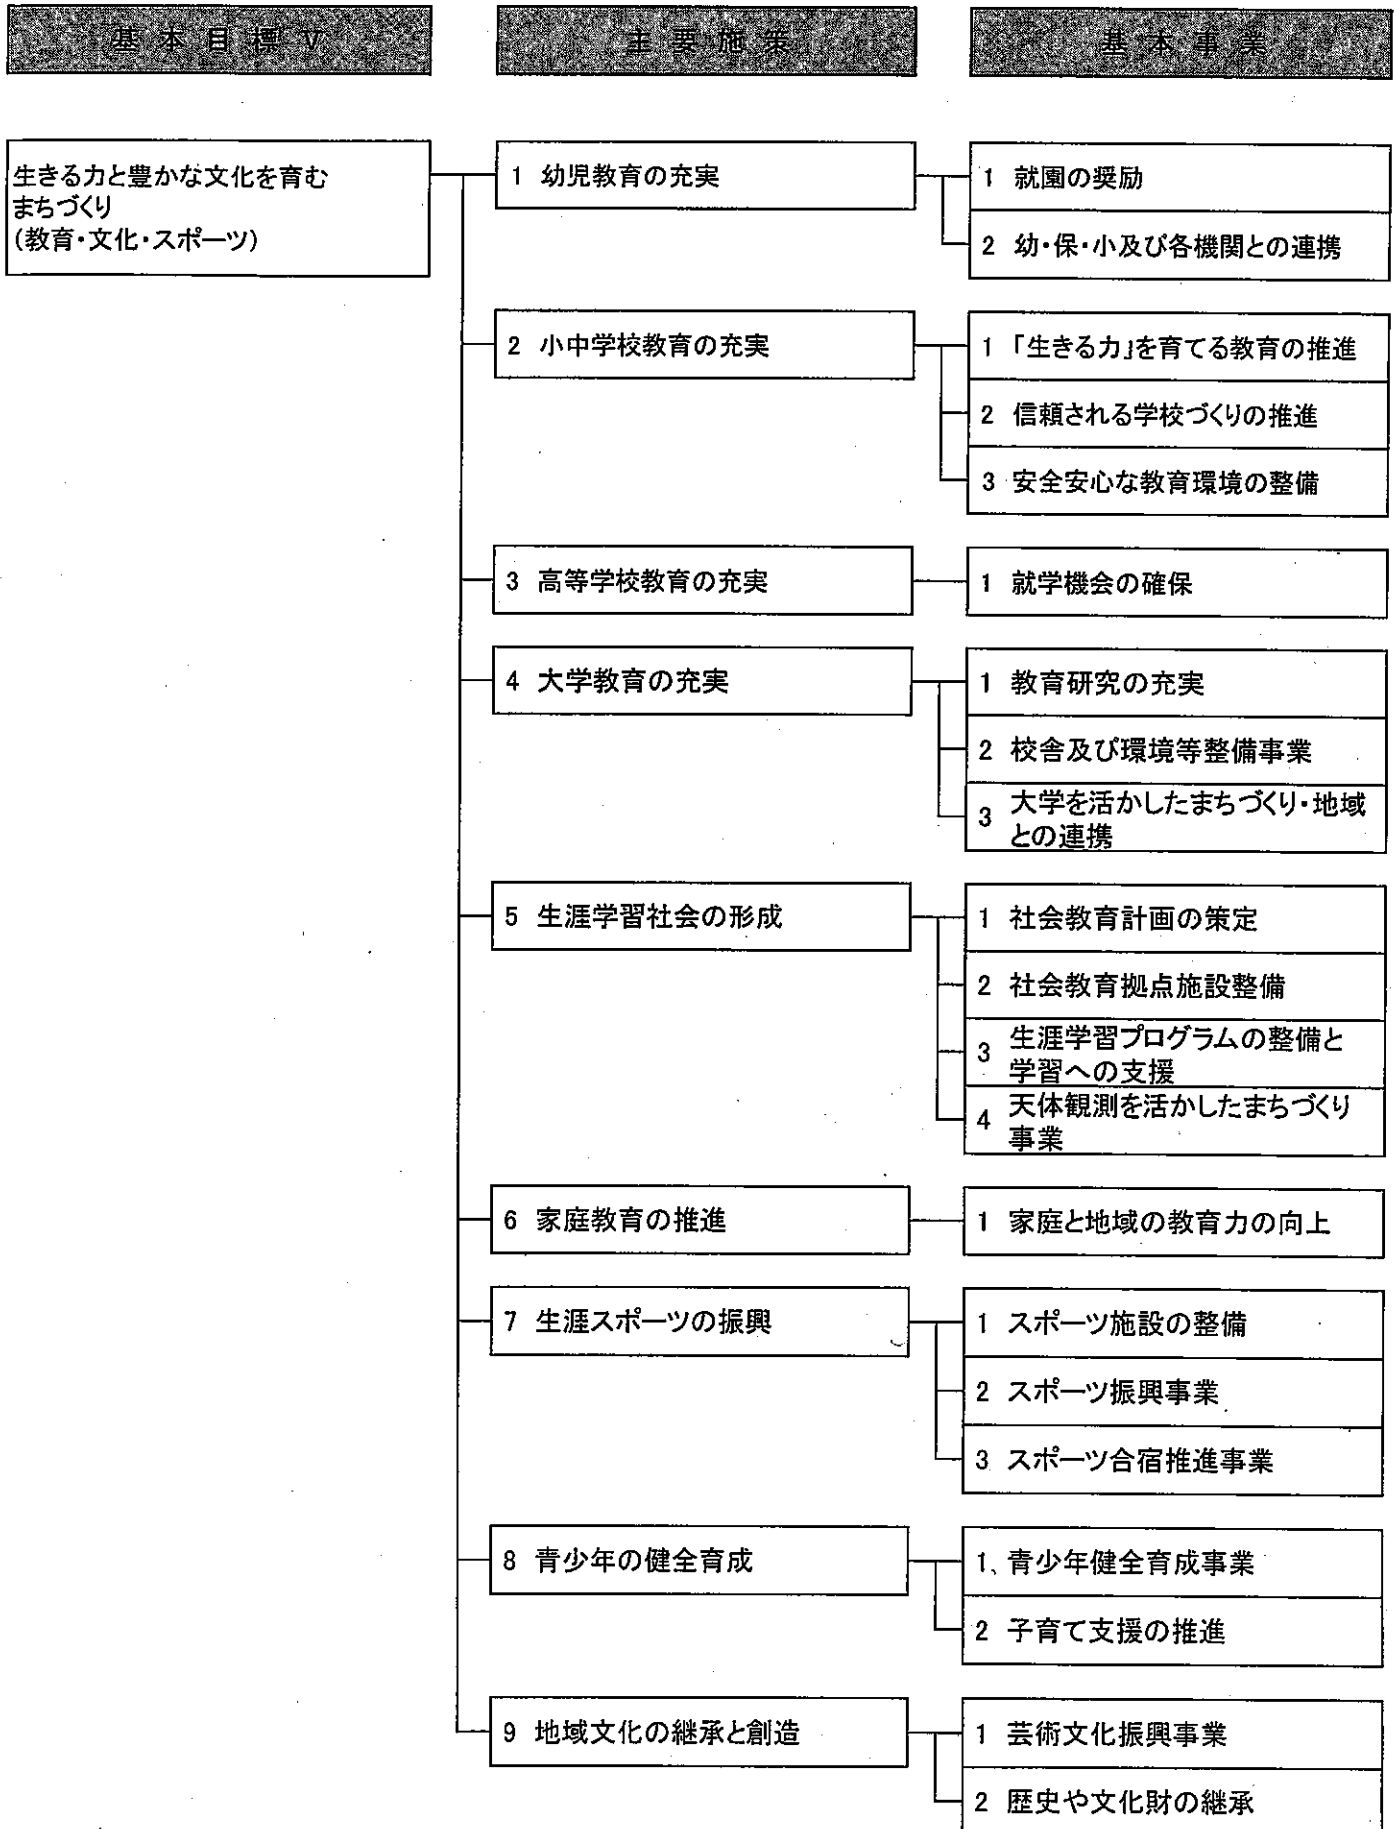 基本目標Ⅴ
主要施策
基本事業
生きる力と豊かな文化を育む
まちづくり
(教育・文化・スポーツ)
1 幼児教育の充実
1 就園の奨励
2 幼・保・小及び各機関との連携
2 小中学校教育の充実
1 「生きる力」を育てる教育の推進
2 信頼される学校づくりの推進
3 安全安心な教育環境の整備
3 高等学校教育の充実
1 就学機会の確保
4 大学教育の充実
1 教育研究の充実
2 校舎及び環境等整備事業
3 大学を活かしたまちづくり・地域
との連携
5 生涯学習社会の形成
1 社会教育計画の策定
2 社会教育拠点施設整備
3 生涯学習プログラムの整備と
学習への支援
4 天体観測を活かしたまちづくり
事業
6 家庭教育の推進
1 家庭と地域の教育力の向上
7 生涯スポーツの振興
1 スポーツ施設の整備
2 スポーツ振興事業
3 スポーツ合宿推進事業
8 青少年の健全育成
1 青少年健全育成事業
2 子育て支援の推進
9 地域文化の継承と創造
1 芸術文化振興事業
2 歴史や文化財の継承